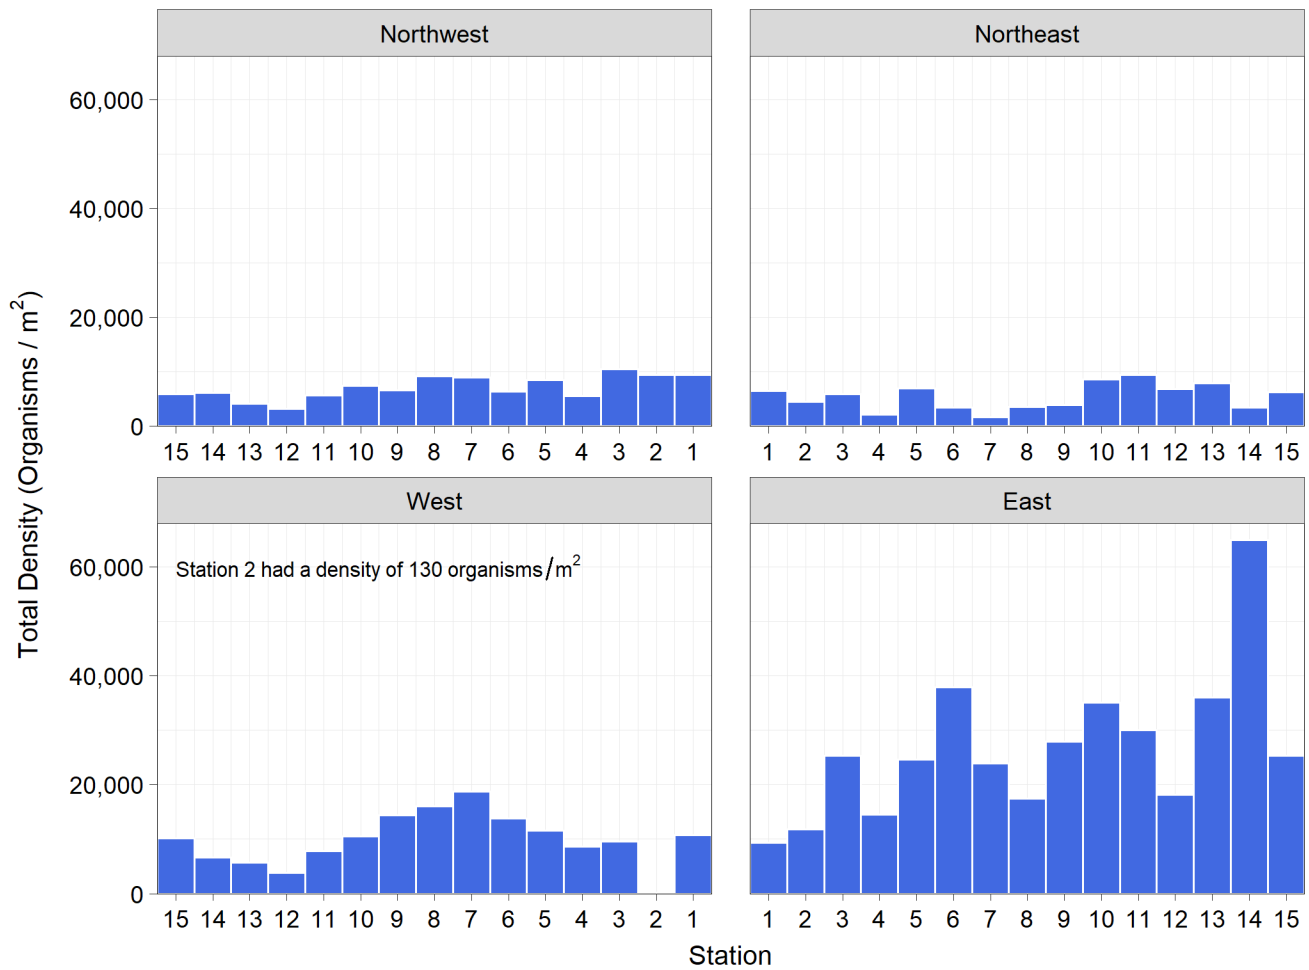 Northwest
Northeast
60,000
40,000
20,000
0
15 14 13 12 11 10 9 8 7 6 5 4 3 2 1
1 2 3 4 5 6 7 8 9 10 11 12 13 14 15
Total Density (Organisms / m²)
West
East
Station 2 had a density of 130 organisms/m²
60,000
40,000
20,000
0
15 14 13 12 11 10 9 8 7 6 5 4 3 2 1
1 2 3 4 5 6 7 8 9 10 11 12 13 14 15
Station